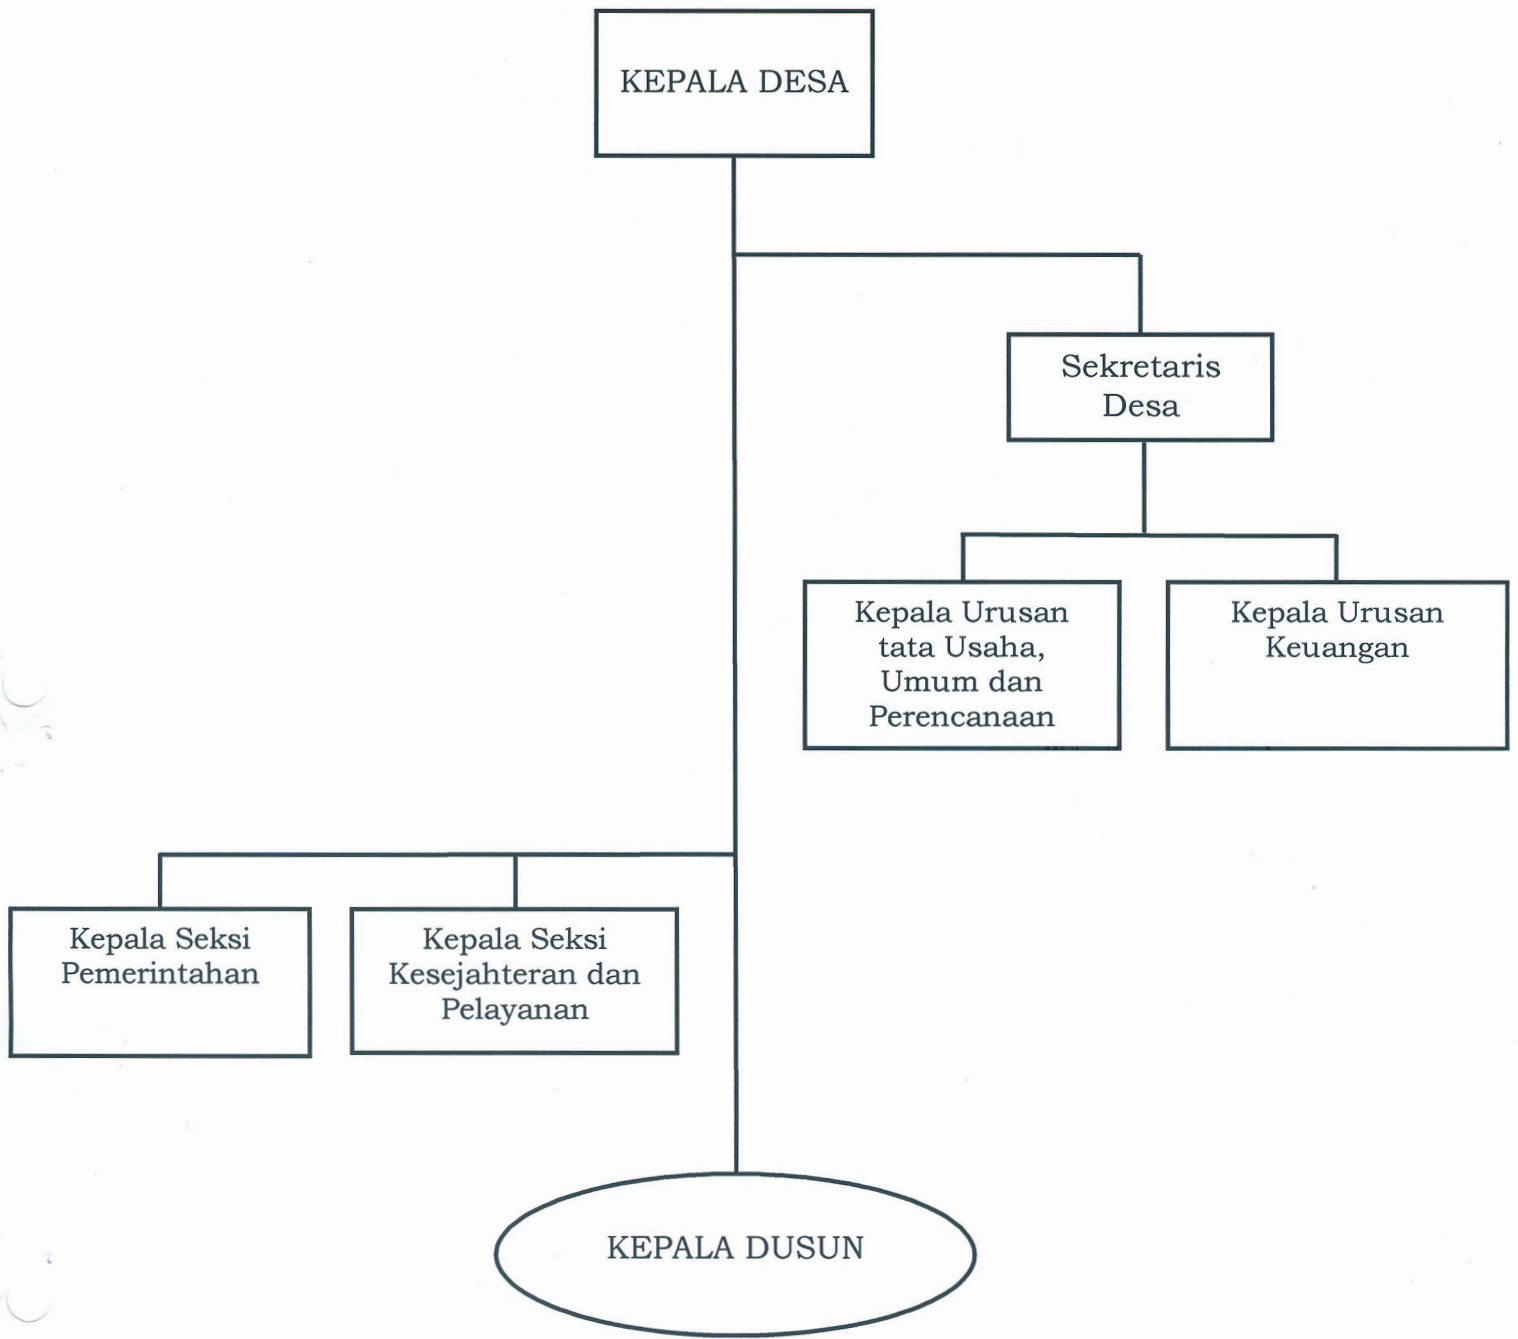 KEPALA DESA
Sekretaris
Desa
Kepala Urusan
tata Usaha,
Umum dan
Perencanaan
Kepala Urusan
Keuangan
Kepala Seksi
Pemerintahan
Kepala Seksi
Kesejahteran dan
Pelayanan
KEPALA DUSUN